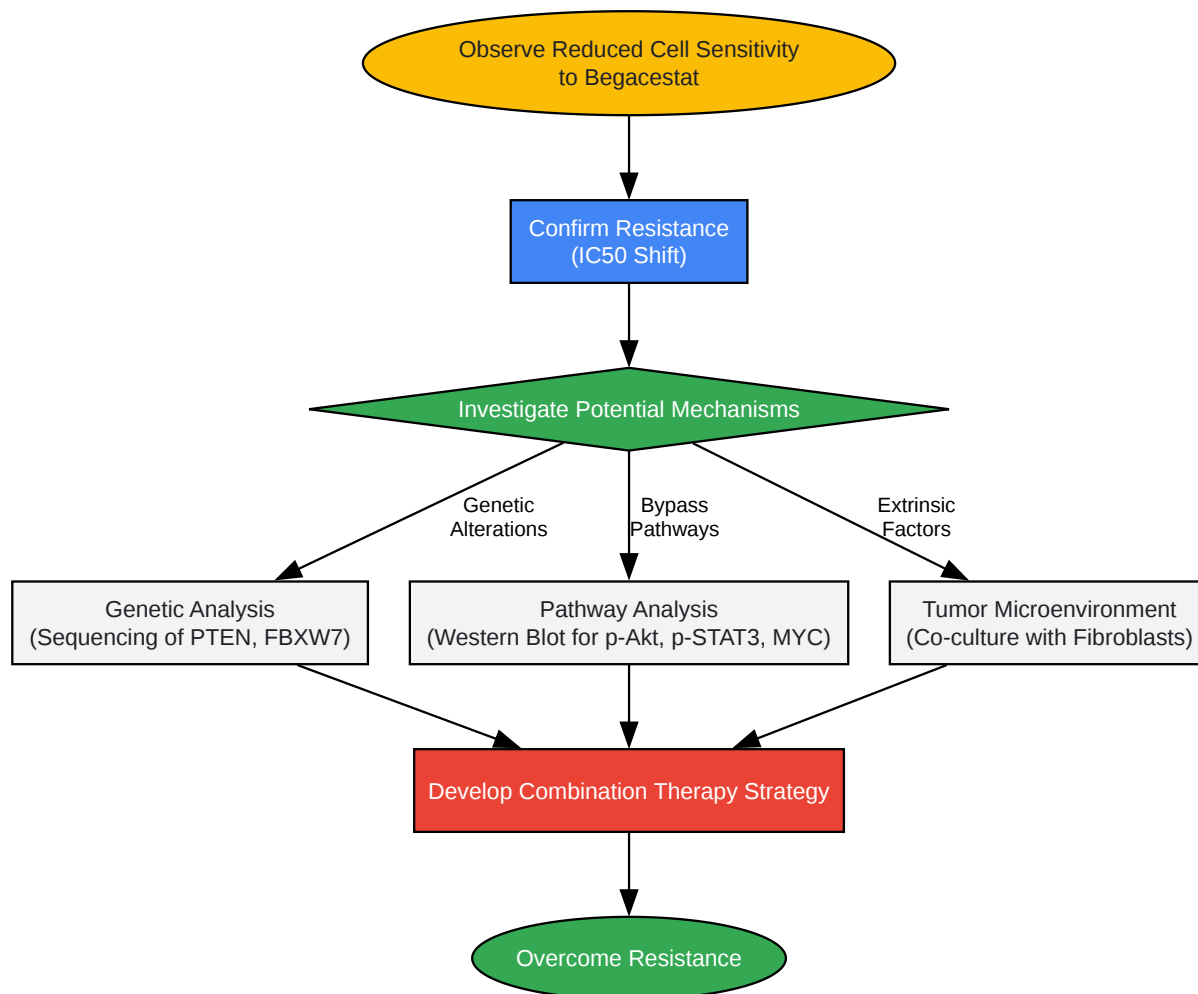 Observe Reduced Cell Sensitivity
to Begacestat
Confirm Resistance
(IC50 Shift)
Investigate Potential Mechanisms
Genetic
Alterations
Bypass
Pathways
Extrinsic
Factors
Genetic Analysis
(Sequencing of PTEN, FBXW7)
Pathway Analysis
(Western Blot for p-Akt, p-STAT3, MYC)
Tumor Microenvironment
(Co-culture with Fibroblasts)
Develop Combination Therapy Strategy
Overcome Resistance